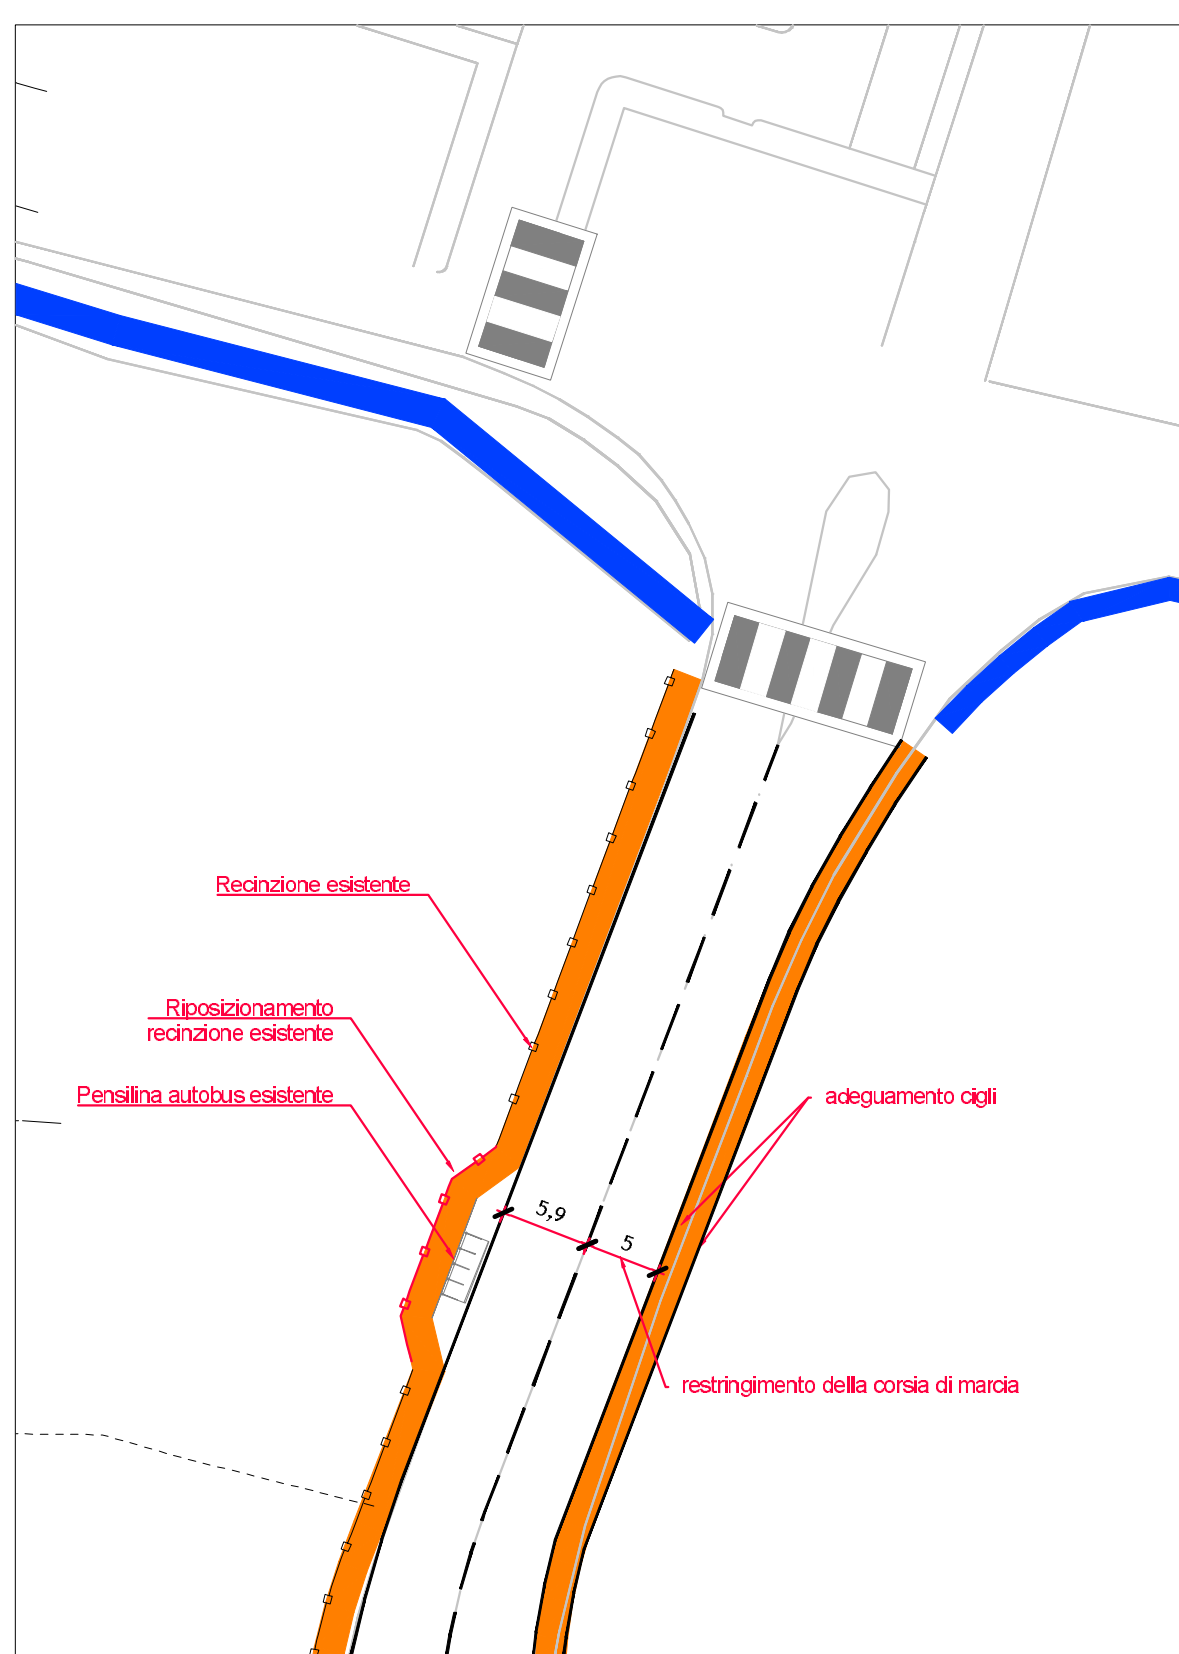 Recinzione esistente
Riposizionamento
recinzione esistente
Pensilina autobus esistente
adeguamento cigli
5,9
5
restringimento della corsia di marcia